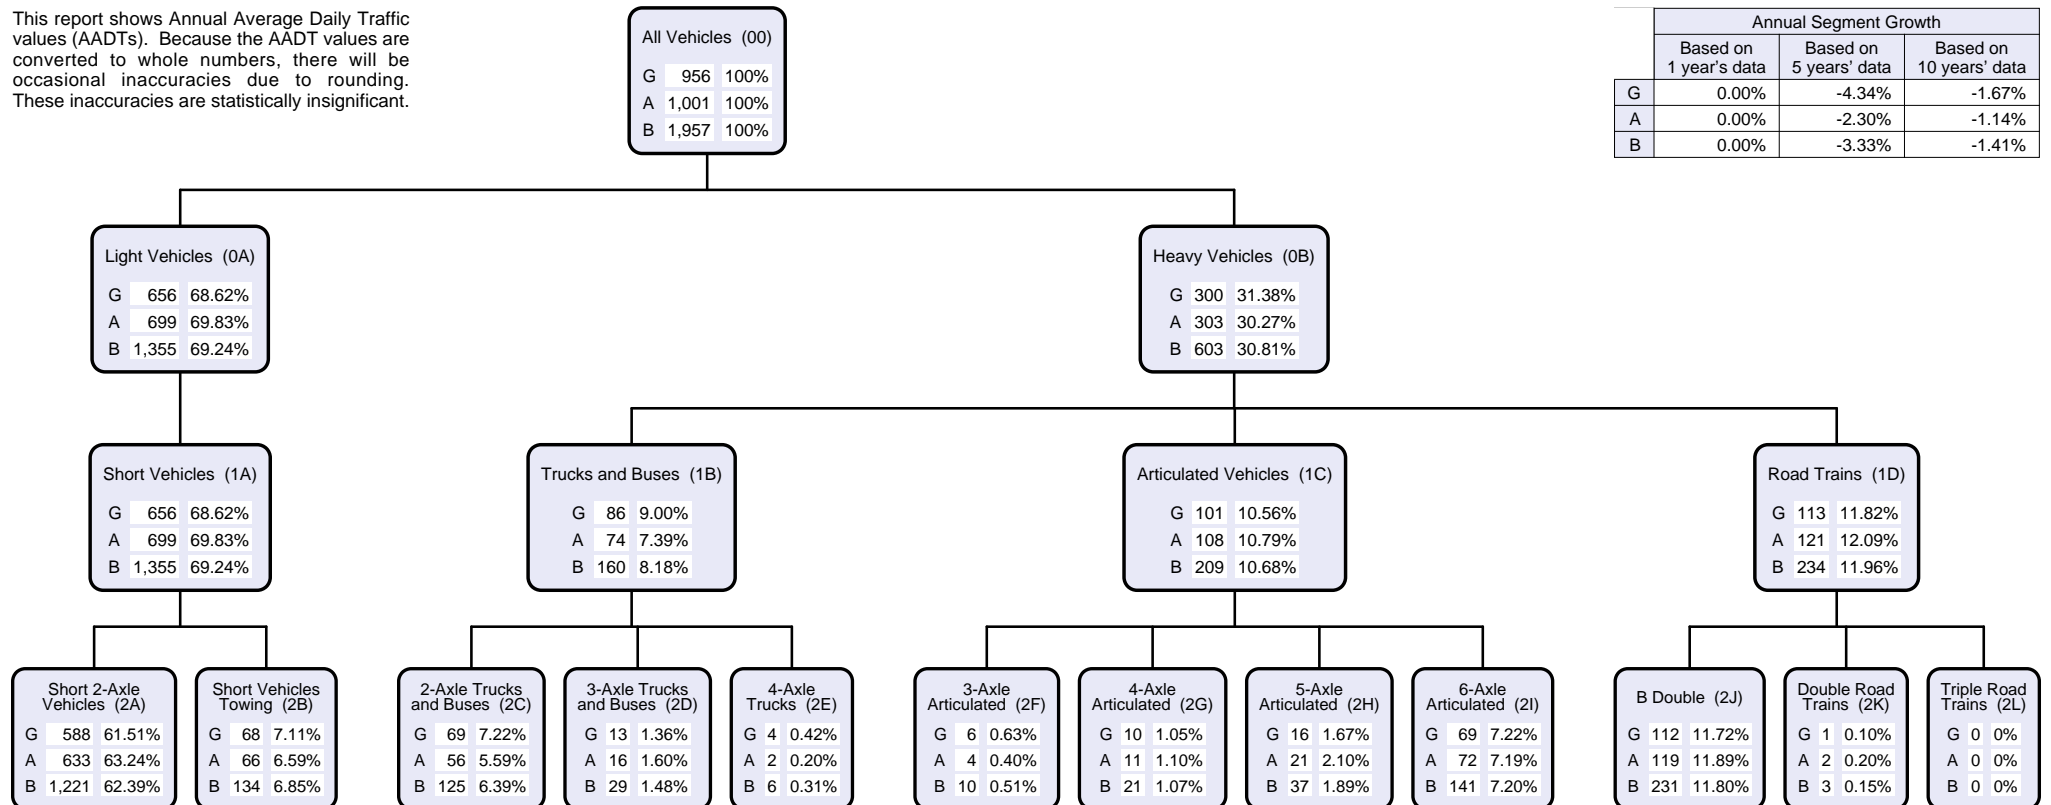 This report shows Annual Average Daily Traffic
values (AADTs). Because the AADT values are
converted to whole numbers, there will be
occasional inaccuracies due to rounding.
These inaccuracies are statistically insignificant.
All Vehicles (00)
G 956 100%
A 1,001 100%
B 1,957 100%
Annual Segment Growth
Based on 1 year's data Based on 5 years' data Based on 10 years' data
G 0.00% -4.34% -1.67%
A 0.00% -2.30% -1.14%
B 0.00% -3.33% -1.41%
Light Vehicles (0A)
G 656 68.62%
A 699 69.83%
B 1,355 69.24%
Heavy Vehicles (0B)
G 300 31.38%
A 303 30.27%
B 603 30.81%
Short Vehicles (1A)
G 656 68.62%
A 699 69.83%
B 1,355 69.24%
Trucks and Buses (1B)
G 86 9.00%
A 74 7.39%
B 160 8.18%
Articulated Vehicles (1C)
G 101 10.56%
A 108 10.79%
B 209 10.68%
Road Trains (1D)
G 113 11.82%
A 121 12.09%
B 234 11.96%
Short 2-Axle
Vehicles (2A)
G 588 61.51%
A 633 63.24%
B 1,221 62.39%
Short Vehicles
Towing (2B)
G 68 7.11%
A 66 6.59%
B 134 6.85%
2-Axle Trucks
and Buses (2C)
G 69 7.22%
A 56 5.59%
B 125 6.39%
3-Axle Trucks
and Buses (2D)
G 13 1.36%
A 16 1.60%
B 29 1.48%
4-Axle
Trucks (2E)
G 4 0.42%
A 2 0.20%
B 6 0.31%
3-Axle
Articulated (2F)
G 6 0.63%
A 4 0.40%
B 10 0.51%
4-Axle
Articulated (2G)
G 10 1.05%
A 11 1.10%
B 21 1.07%
5-Axle
Articulated (2H)
G 16 1.67%
A 21 2.10%
B 37 1.89%
6-Axle
Articulated (2I)
G 69 7.22%
A 72 7.19%
B 141 7.20%
B Double (2J)
G 112 11.72%
A 119 11.89%
B 231 11.80%
Double Road
Trains (2K)
G 1 0.10%
A 2 0.20%
B 3 0.15%
Triple Road
Trains (2L)
G 0 0%
A 0 0%
B 0 0%